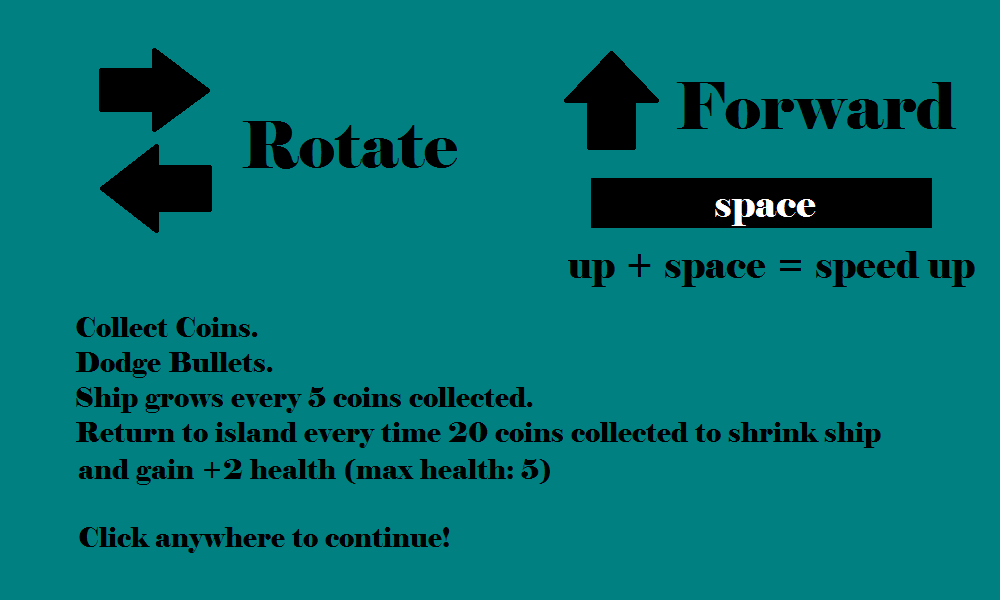 Rotate
Forward
space
up + space = speed up
Collect Coins.
Dodge Bullets.
Ship grows every 5 coins collected.
Return to island every time 20 coins collected to shrink ship
and gain +2 health (max health: 5)
Click anywhere to continue!